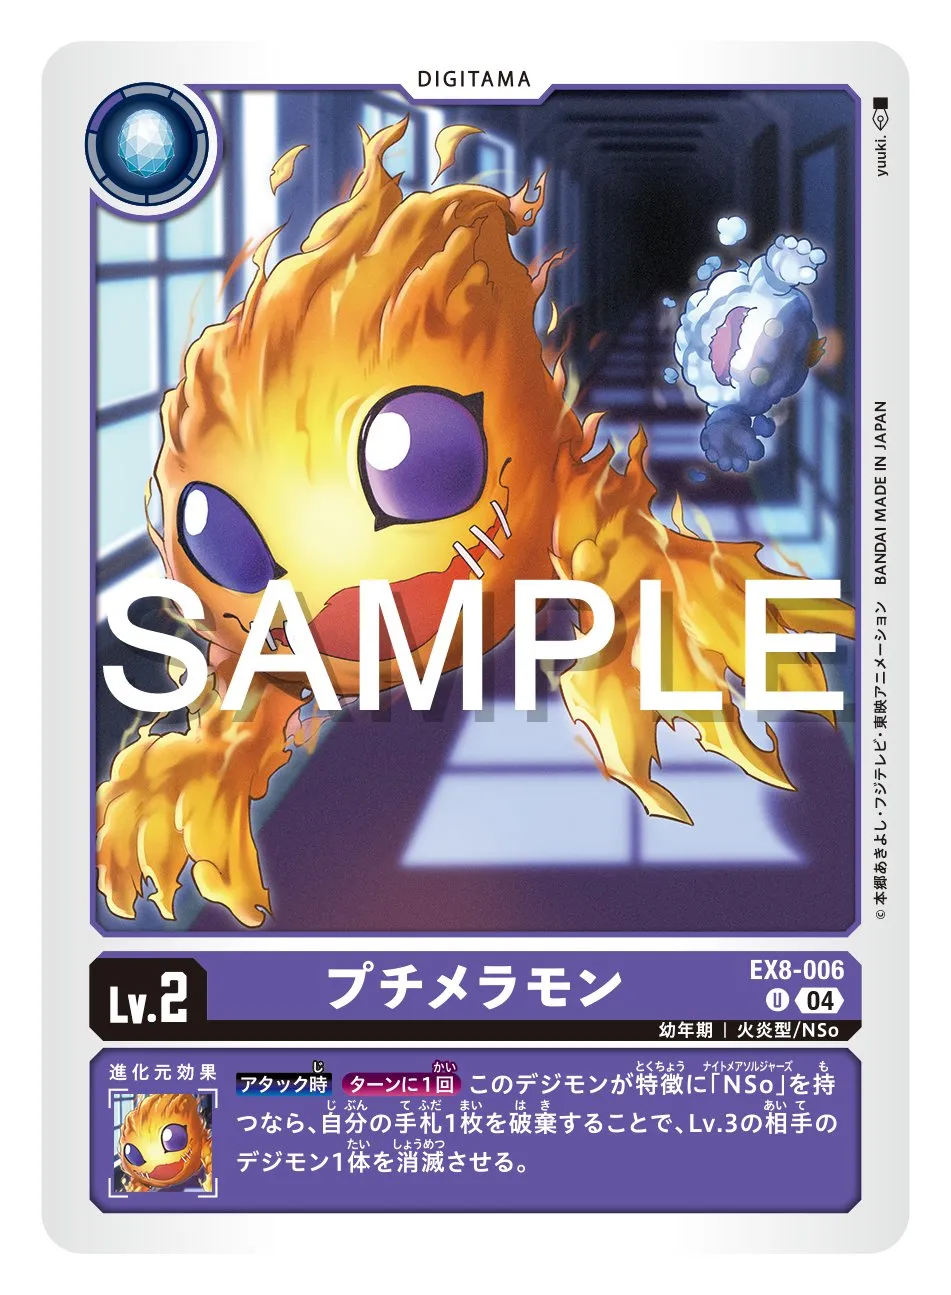 DIGITAMA
yuuki.
BANDAI MADE IN JAPAN
© 本郷あきよし・フジテレビ・東映アニメーション
SAMPLE
Lv.2
プチメラモン
EX8-006
U 04
幼年期 | 火炎型/NSo
進化元効果
アタック時 ターンに1回 このデジモンが特徴に「NSo」を持
つなら、自分の手札1枚を破棄することで、Lv.3の相手の
デジモン1体を消滅させる。